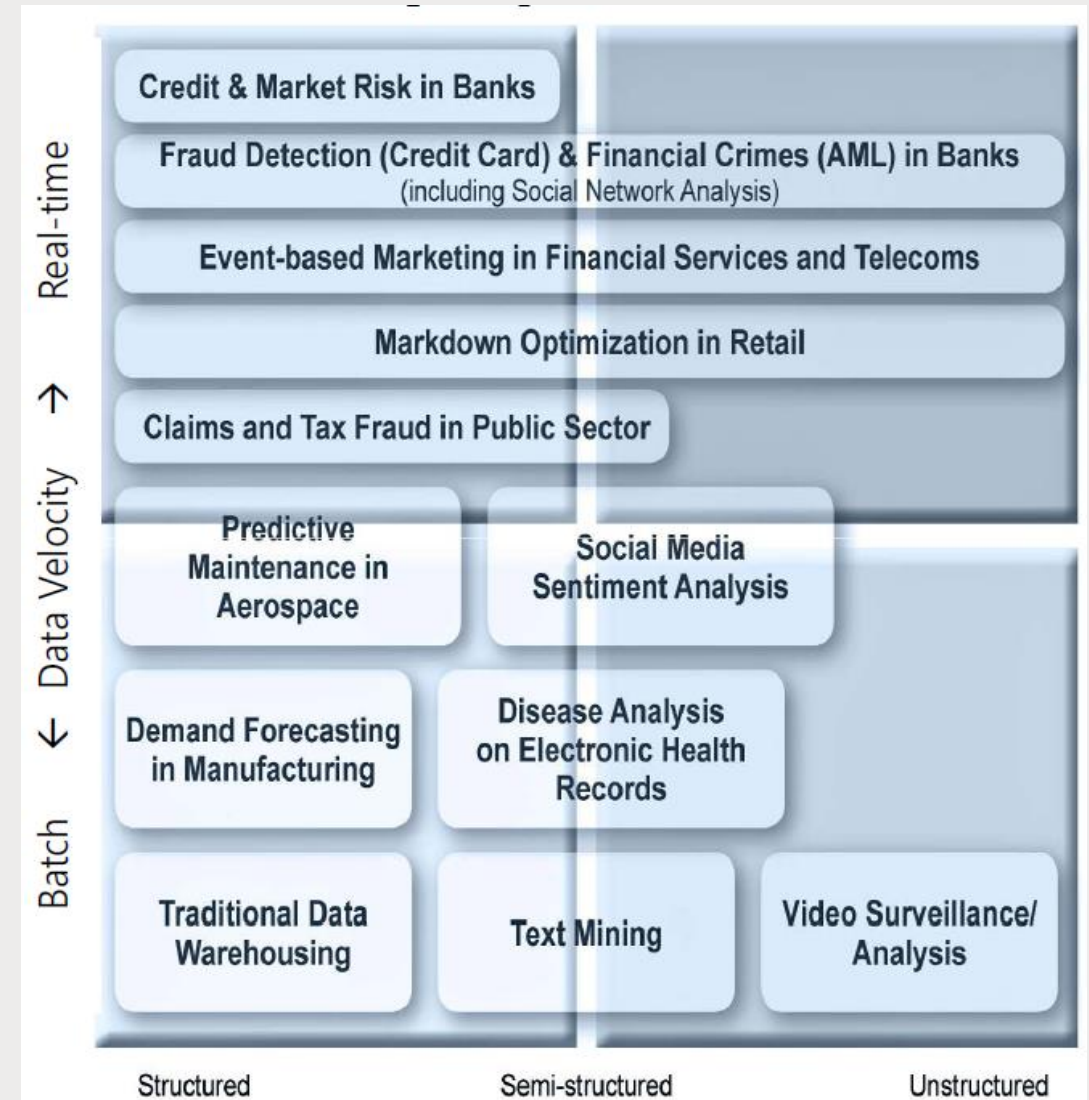 Credit & Market Risk in Banks
Fraud Detection (Credit Card) & Financial Crimes (AML) in Banks
(including Social Network Analysis)
Event-based Marketing in Financial Services and Telecoms
Markdown Optimization in Retail
Claims and Tax Fraud in Public Sector
Predictive
Maintenance in
Aerospace
Social Media
Sentiment Analysis
Demand Forecasting
in Manufacturing
Disease Analysis
on Electronic Health
Records
Traditional Data
Warehousing
Text Mining
Video Surveillance/
Analysis
Batch ← Data Velocity → Real-time
Structured
Semi-structured
Unstructured